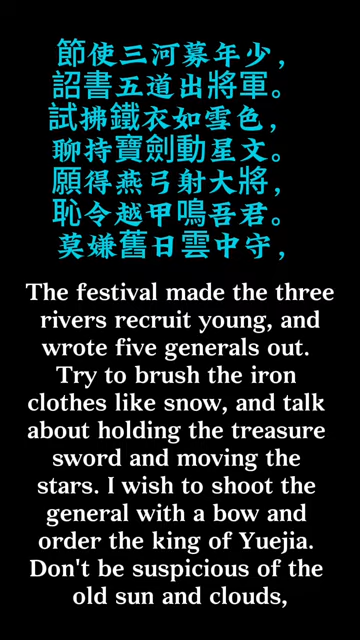 節使三河募年少，
詔書五道出將軍。
試拂鐵衣如雪色，
聊持寶劍動星文。
願得燕弓射大將，
恥令越甲鳴吾君。
莫嫌舊日雲中守，
The festival made the three
rivers recruit young, and
wrote five generals out.
Try to brush the iron
clothes like snow, and talk
about holding the treasure
sword and moving the
stars. I wish to shoot the
general with a bow and
order the king of Yuejia.
Don't be suspicious of the
old sun and clouds,